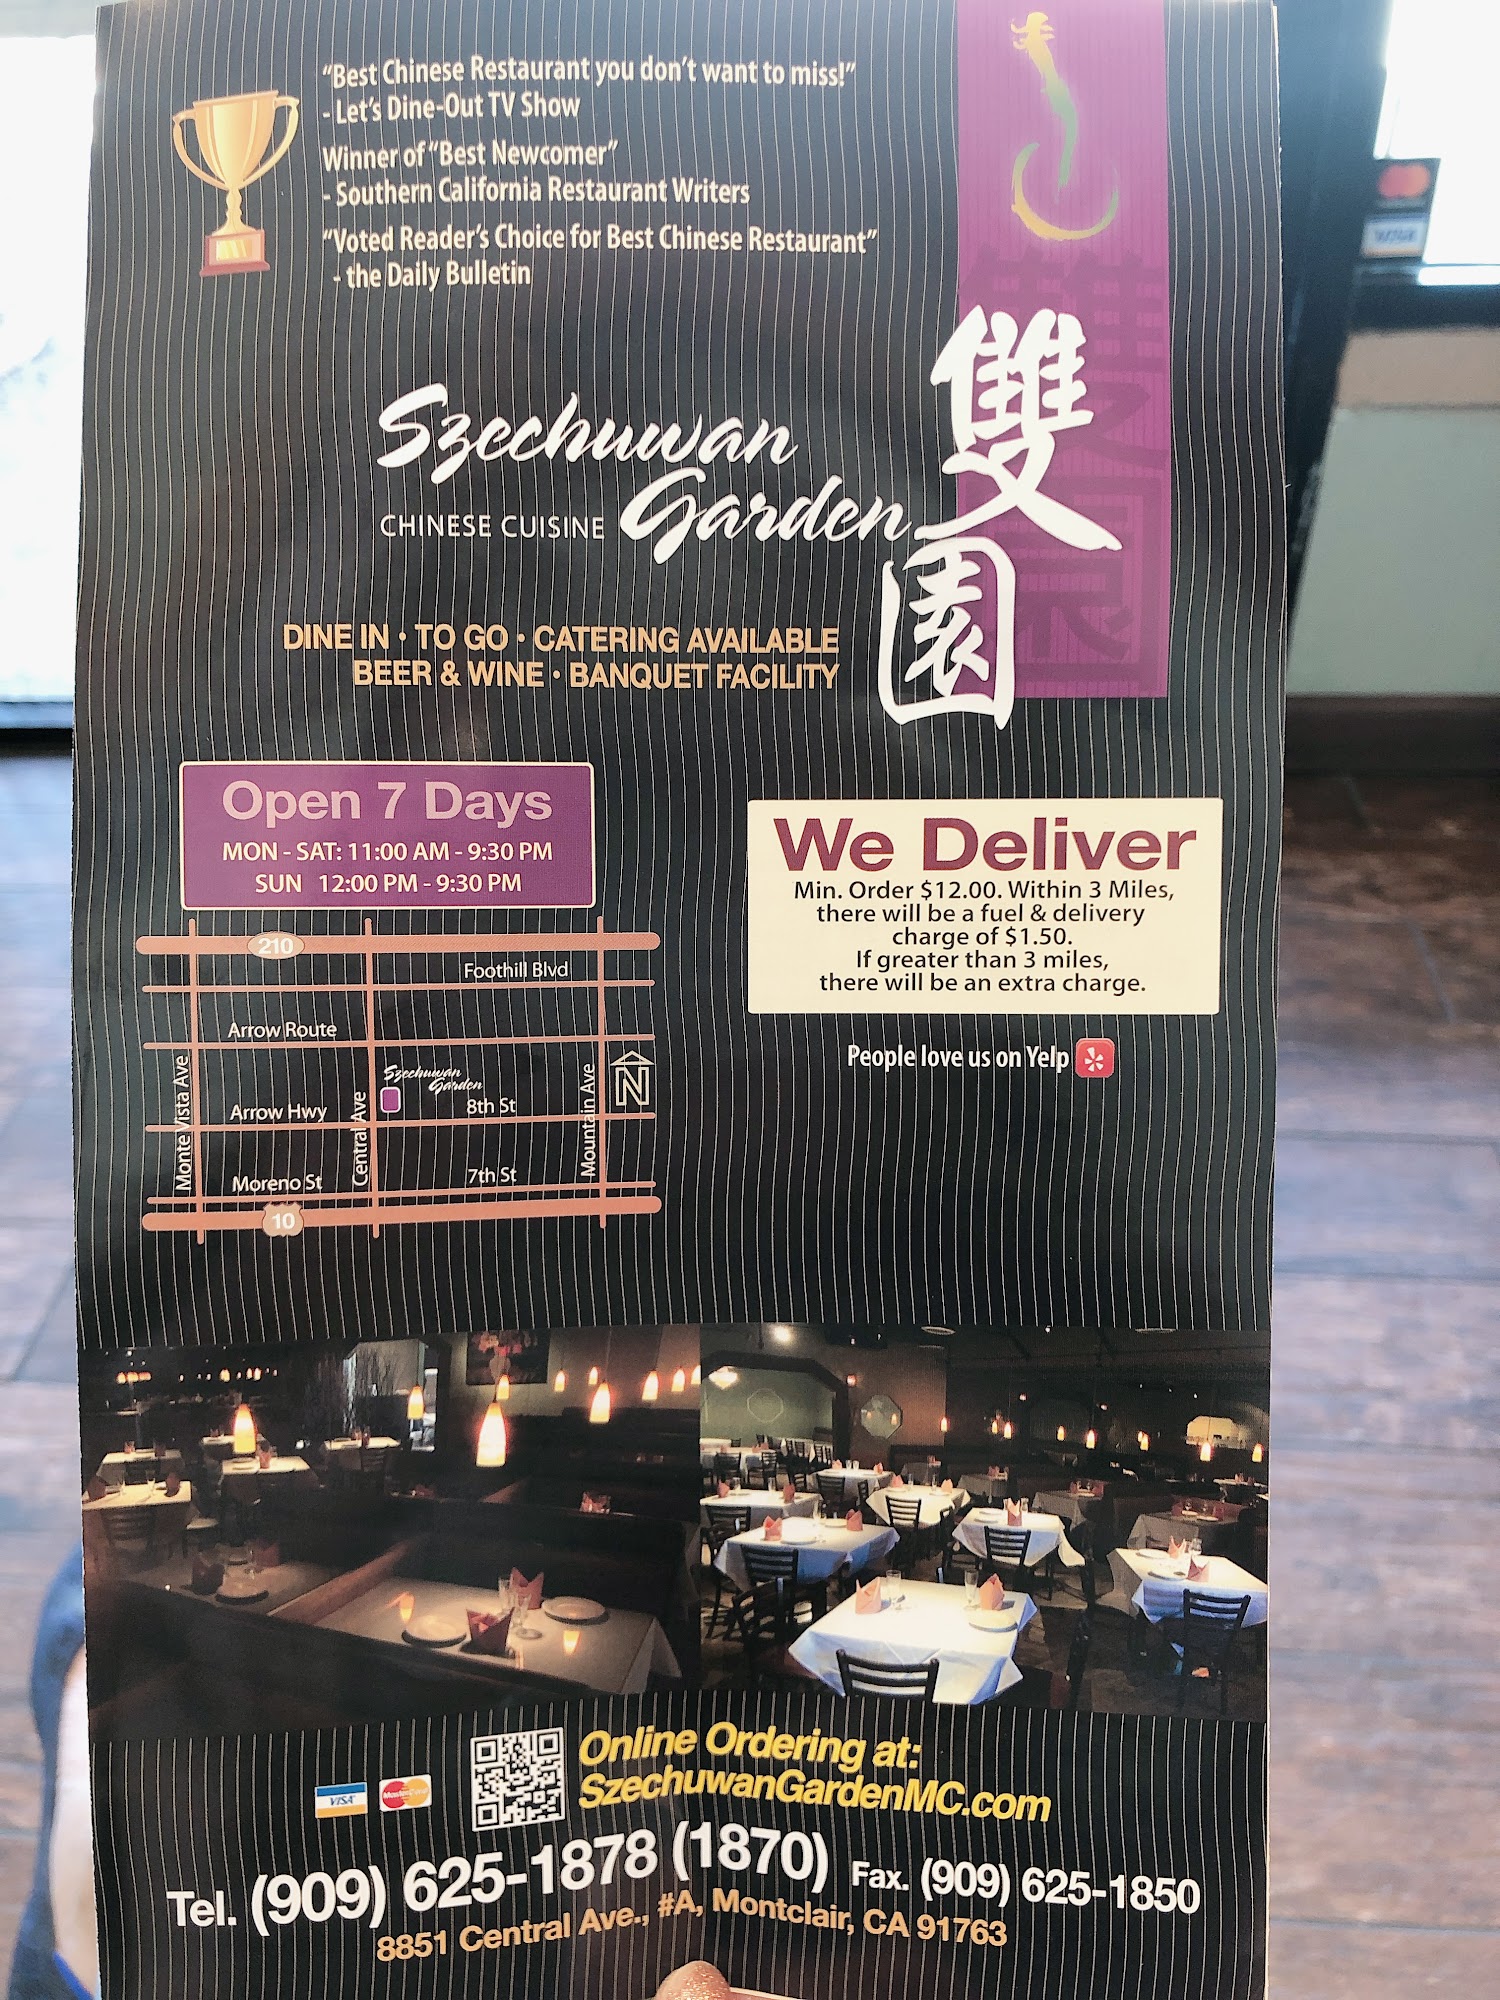 “Best Chinese Restaurant you don't want to miss!”
- Let's Dine-Out TV Show
Winner of “Best Newcomer”
- Southern California Restaurant Writers
“Voted Reader's Choice for Best Chinese Restaurant”
- the Daily Bulletin
雙園
Szechuwan
CHINESE CUISINE Garden
DINE IN • TO GO • CATERING AVAILABLE
BEER & WINE • BANQUET FACILITY
Open 7 Days
MON - SAT: 11:00 AM - 9:30 PM
SUN 12:00 PM - 9:30 PM
We Deliver
Min. Order $12.00. Within 3 Miles,
there will be a fuel & delivery
charge of $1.50.
If greater than 3 miles,
there will be an extra charge.
People love us on Yelp
210
Foothill Blvd
Arrow Route
Szechuwan
Garden
Arrow Hwy
8th St
Moreno St
7th St
10
Monte Vista Ave
Central Ave
Mountain Ave
N
Online Ordering at:
SzechuwanGardenMC.com
VISA
MasterCard
Tel. (909) 625-1878 (1870) Fax. (909) 625-1850
8851 Central Ave., #A, Montclair, CA 91763
VISA